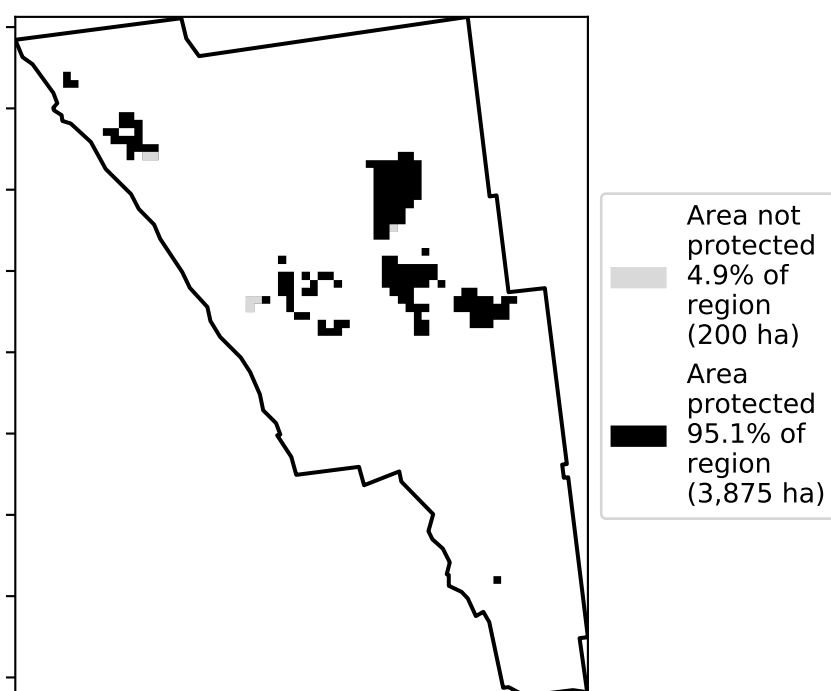 Area not
protected
4.9% of
region
(200 ha)
Area
protected
95.1% of
region
(3,875 ha)